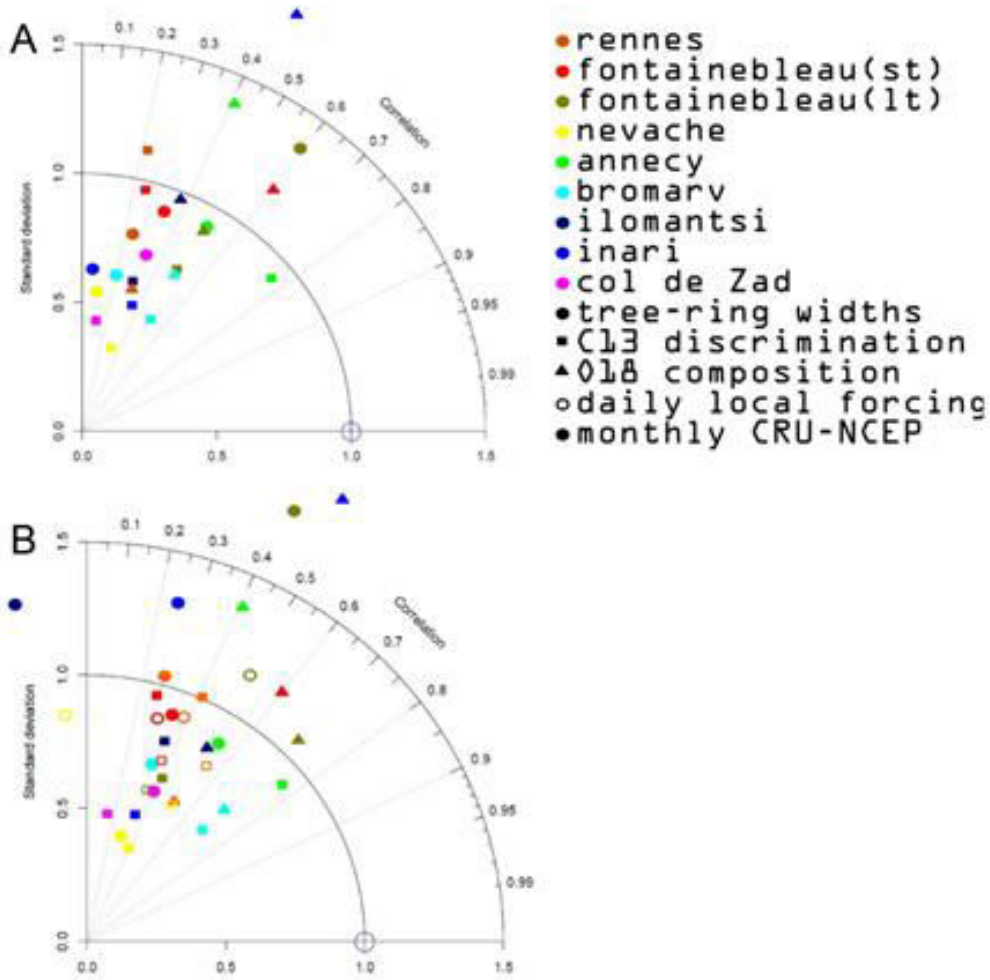 A
0.1
0.2
0.3
0.4
0.5
0.6
Correlation
0.7
0.8
0.9
0.95
0.99
Standard deviation
1.5
1.0
0.5
0.0
0.0
0.5
1.0
1.5
rennes
fontainebleau(st)
fontainebleau(lt)
nevache
annecy
bromarv
ilomantsi
inari
col de Zad
tree-ring widths
C13 discrimination
O18 composition
daily local forcing
monthly CRU-NCEP
B
0.1
0.2
0.3
0.4
0.5
0.6
Correlation
0.7
0.8
0.9
0.95
0.99
Standard deviation
1.5
1.0
0.5
0.0
0.0
0.5
1.0
1.5